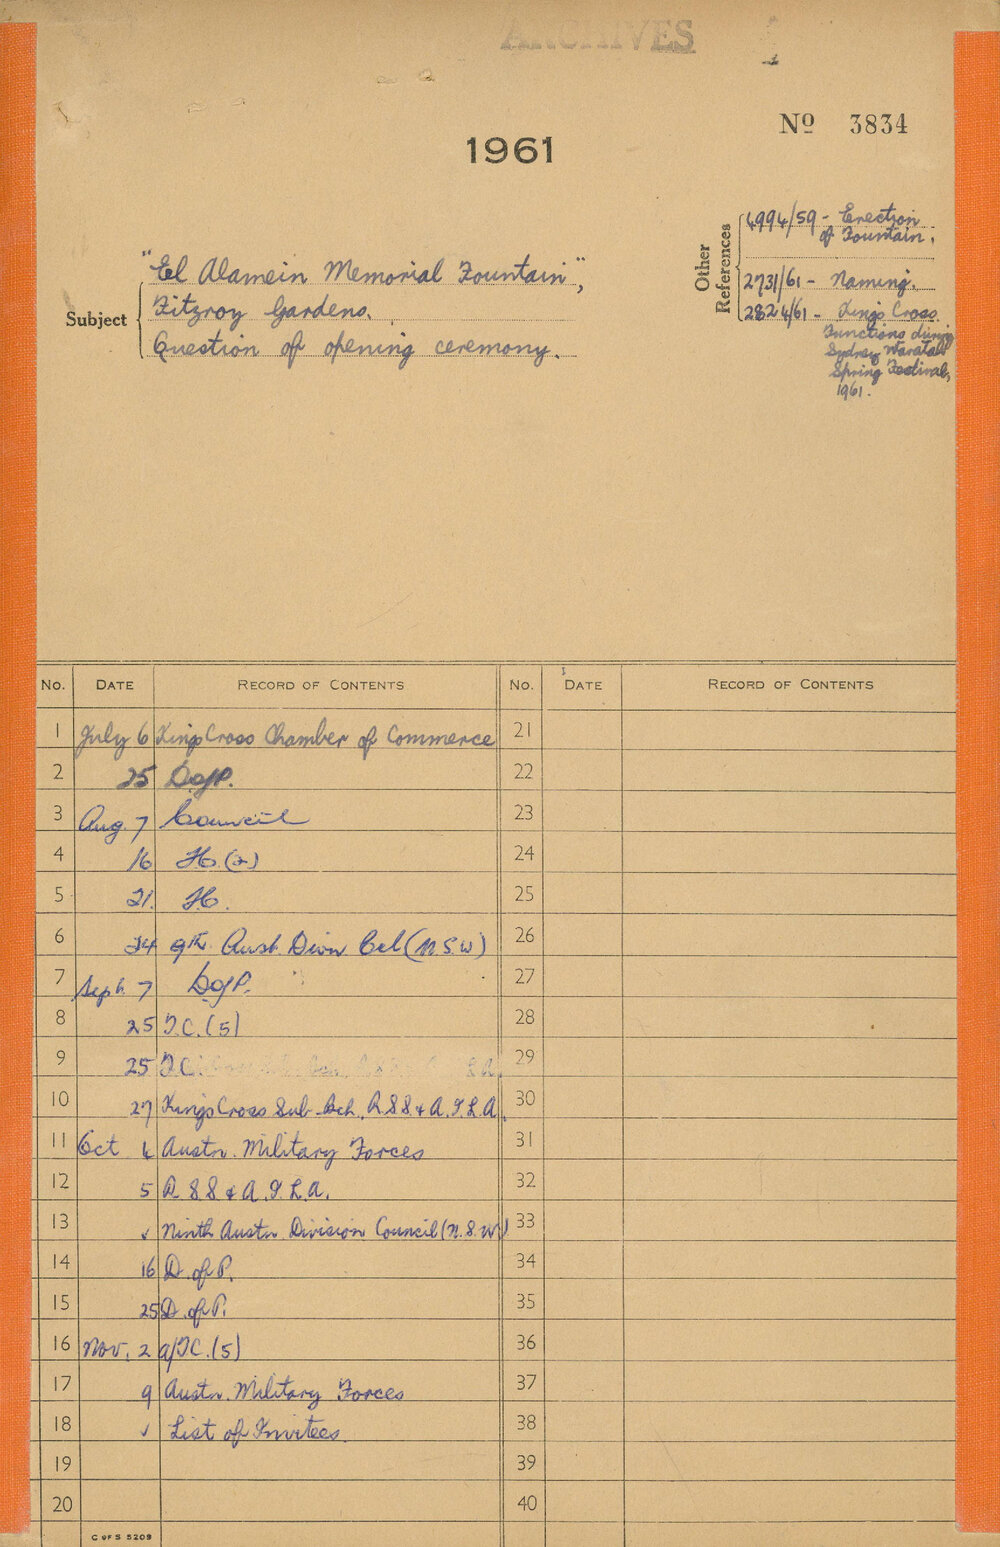 ARCHIVES
Nº 3834
1961
Other References
4994/59 - Erection
of Fountain.
2731/61 - Naming.
2824/61 - Kings Cross
Functions during
Sydney Waratah
Spring Festival,
1961.
Subject
"El Alamein Memorial Fountain",
Fitzroy Gardens.
Question of opening ceremony.
No. DATE RECORD OF CONTENTS No. DATE RECORD OF CONTENTS
1 July 6 Kings Cross Chamber of Commerce 21
2 25 D.of P. 22
3 Aug. 7 Council 23
4 16 H.(2) 24
5 21. H. 25
6 24 9th Aust. Divn. Ccl (N.S.W) 26
7 Sept. 7 D.of P. 27
8 25 T.C.(5) 28
9 25 T.C. 29
10 27 Kings Cross Sub-Bch. R.S.S & A.I.L.A. 30
11 Oct 4 Austn. Military Forces 31
12 5 R.S.S & A.I.L.A. 32
13 Ninth Austn. Division Council (N.S.W) 33
14 16 D. of P. 34
15 25 D. of P. 35
16 Nov. 2 a/TC.(5) 36
17 9 Austn. Military Forces 37
18 List of Invitees. 38
19 39
20 40
C OF S 5209